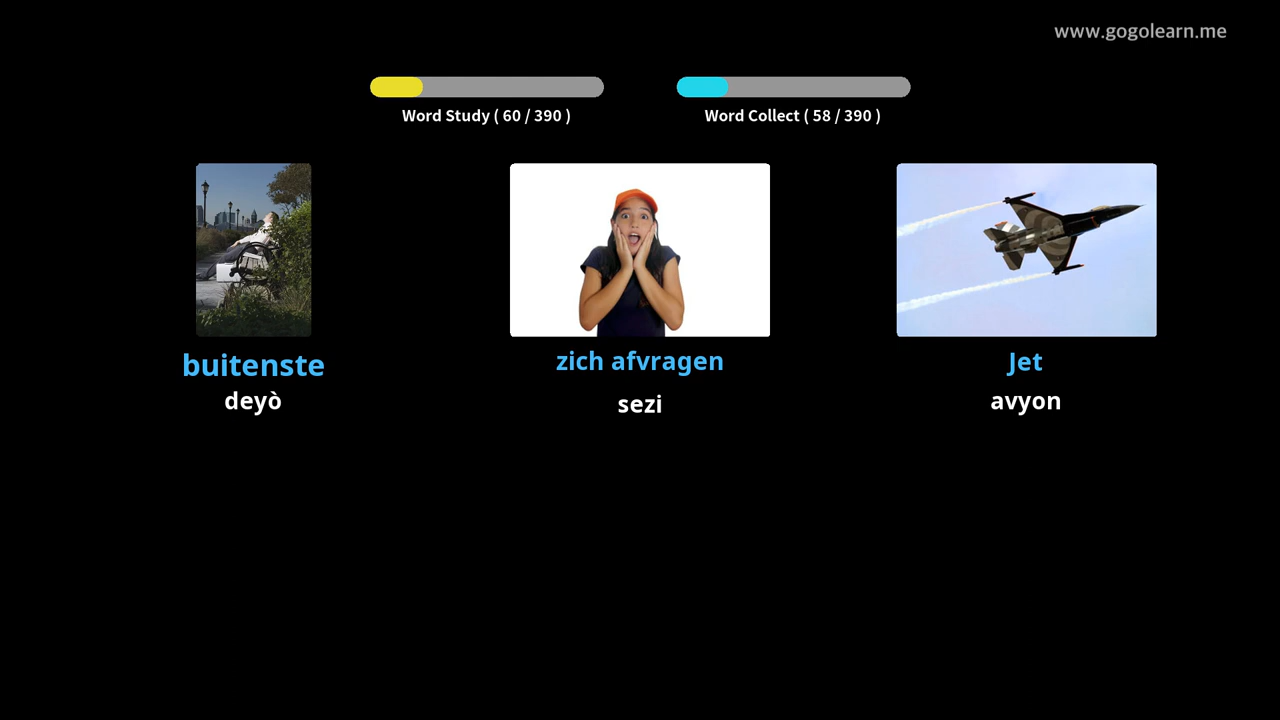 www.gogolearn.me
Word Study ( 60 / 390 )
Word Collect ( 58 / 390 )
buitenste
deyò
zich afvragen
sezi
Jet
avyon